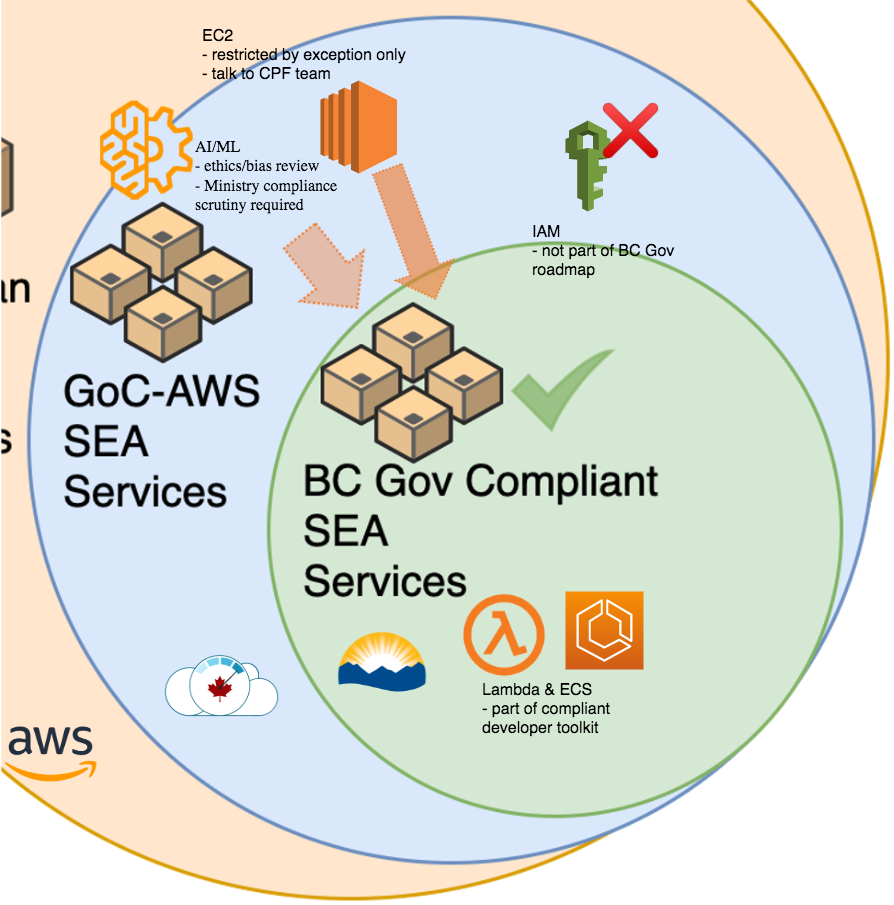 EC2
- restricted by exception only
- talk to CPF team
AI/ML
- ethics/bias review
- Ministry compliance
scrutiny required
IAM
- not part of BC Gov
roadmap
GoC-AWS
SEA
Services
BC Gov Compliant
SEA
Services
Lambda & ECS
- part of compliant
developer toolkit
aws